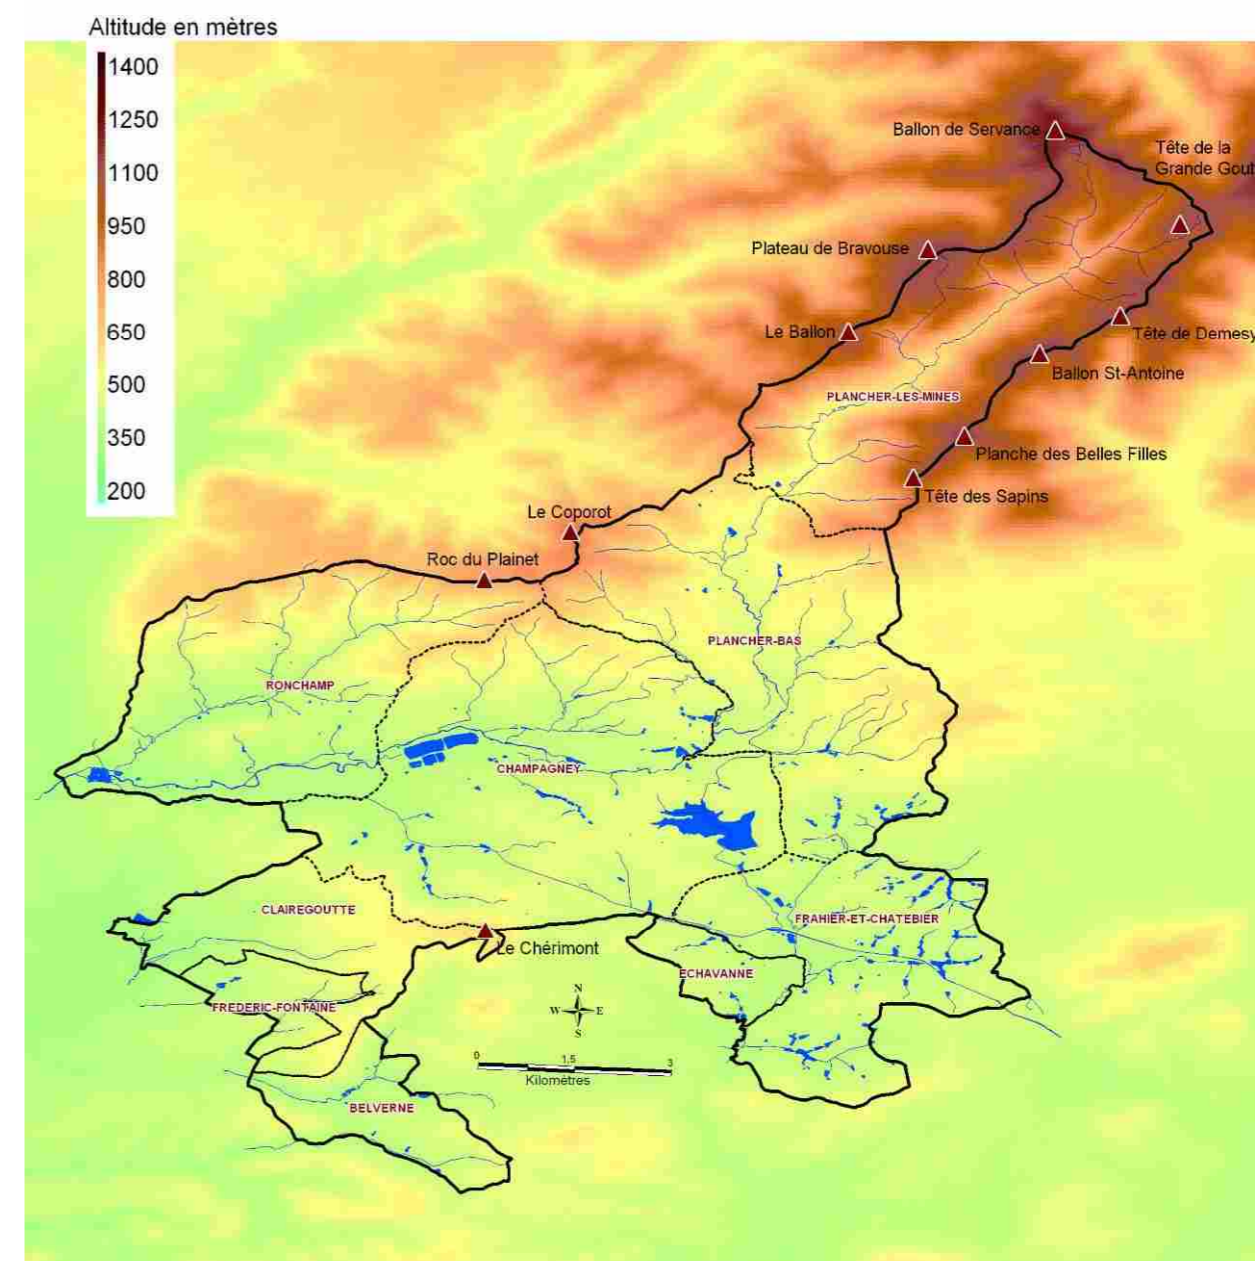 Altitude en mètres
1400
1250
1100
950
800
650
500
350
200
Ballon de Servance
Tête de la
Grande Gout
Plateau de Bravouse
Le Ballon
Tête de Demesy
Ballon St-Antoine
PLANCHER-LES-MINES
Planche des Belles Filles
Tête des Sapins
Le Coporot
Roc du Plainet
PLANCHER-BAS
RONCHAMP
CHAMPAGNEY
CLAIREGOUTTE
FRAHIER-ET-CHATEBIER
Le Chérimont
ECHAVANNE
FREDERIC-FONTAINE
N
W E
S
0 1,5 3
Kilomètres
BELVERNE